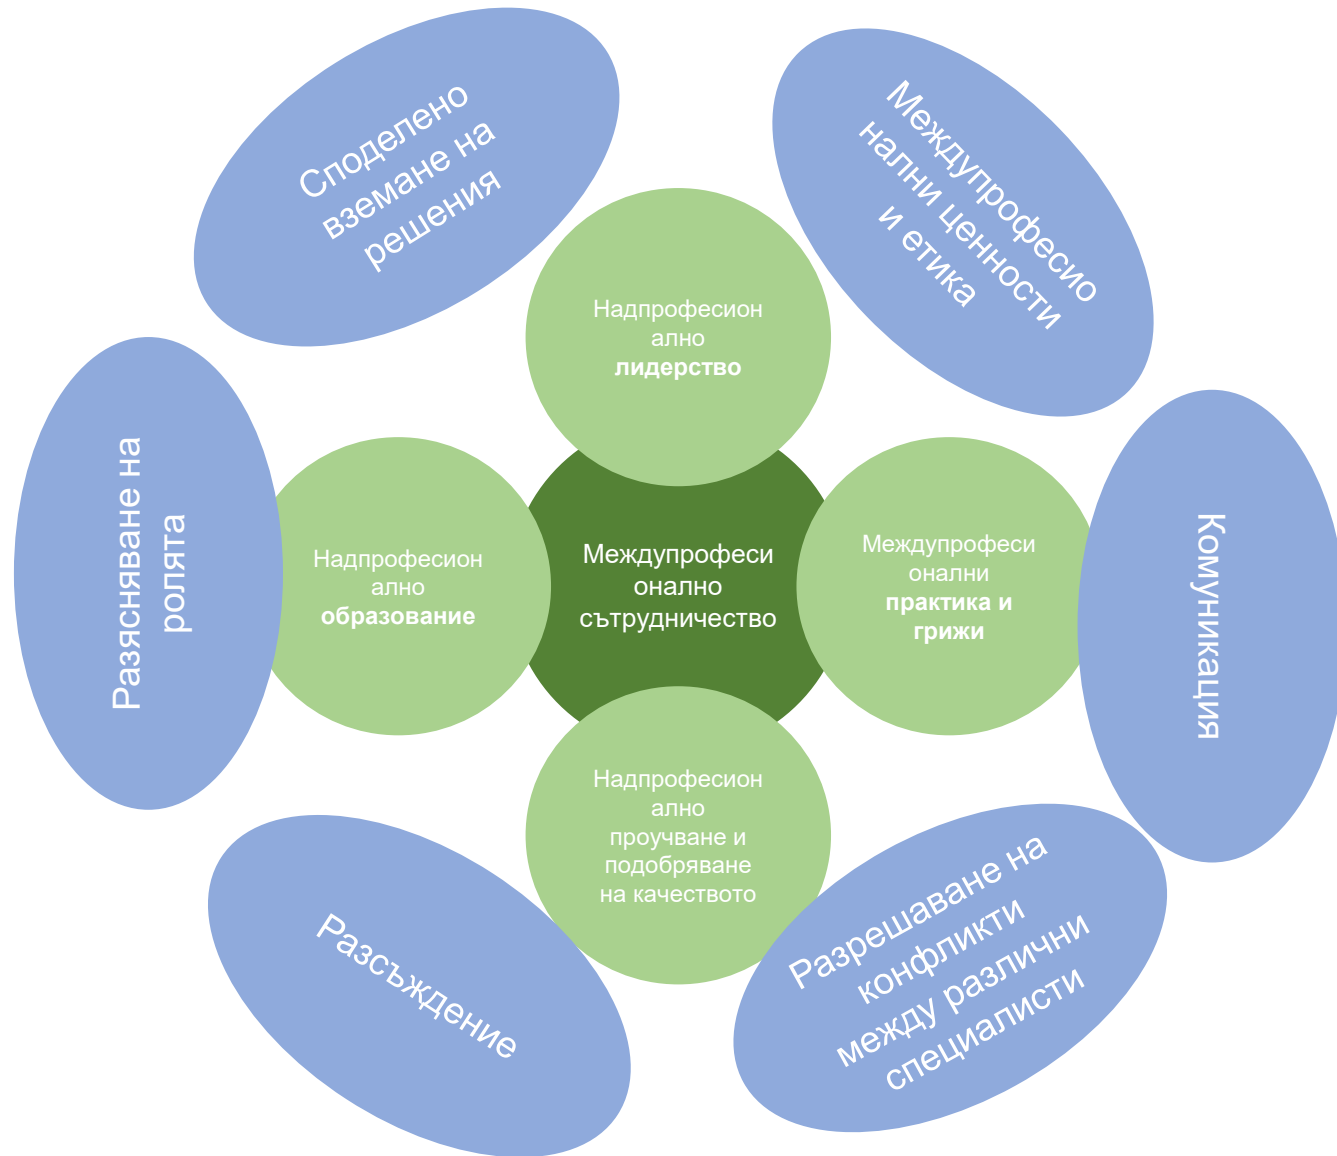 Споделено
вземане на
решения
Междупрофесио
нални ценности
и етика
Надпрофесион
ално
лидерство
Разясняване на
ролята
Надпрофесион
ално
образование
Междупрофеси
онално
сътрудничество
Междупрофеси
онални
практика и
грижи
Комуникация
Надпрофесион
ално
проучване и
подобряване
на качеството
Разсъждение
Разрешаване на
конфликти
между различни
специалисти